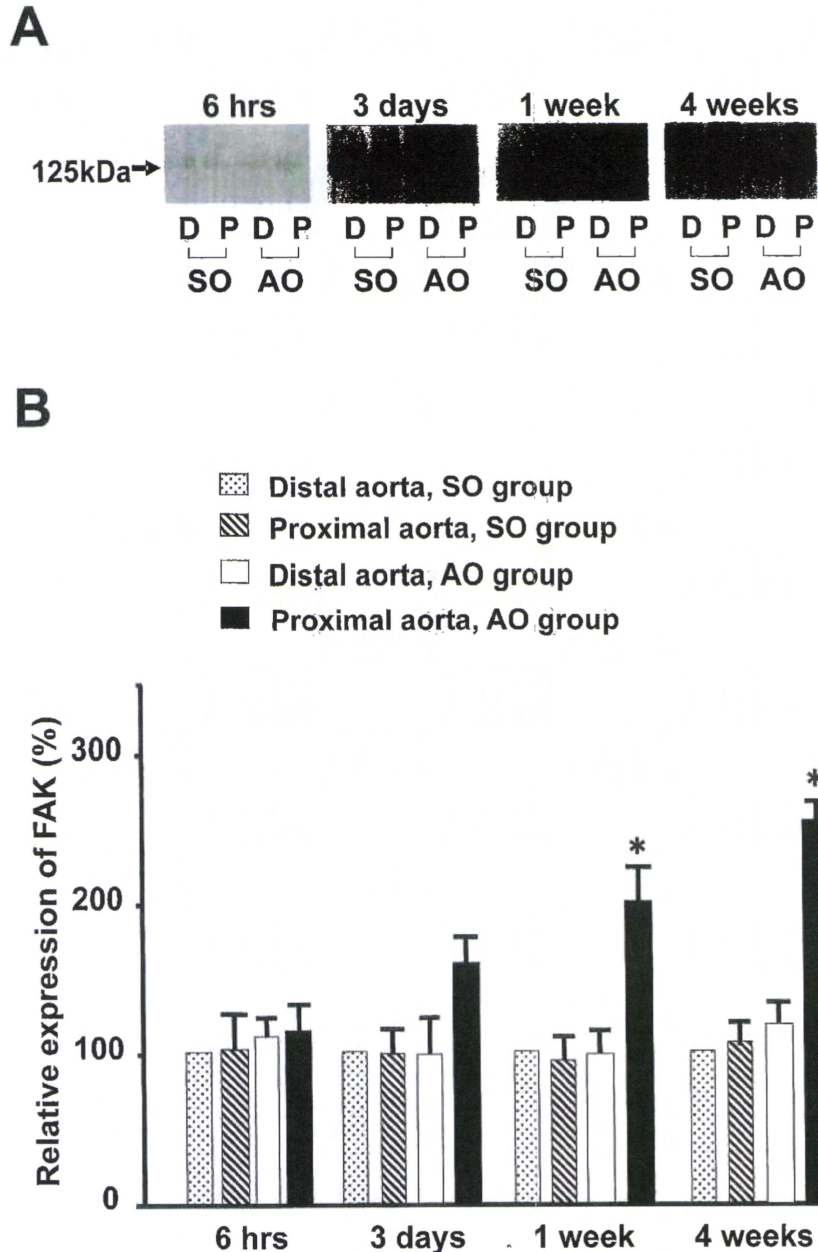 A
6 hrs 3 days 1 week 4 weeks
125kDa
D P D P D P D P D P D P D P D P
SO AO SO AO SO AO SO AO
B
Distal aorta, SO group
Proximal aorta, SO group
Distal aorta, AO group
Proximal aorta, AO group
Relative expression of FAK (%)
300
200
100
0
* *
6 hrs 3 days 1 week 4 weeks